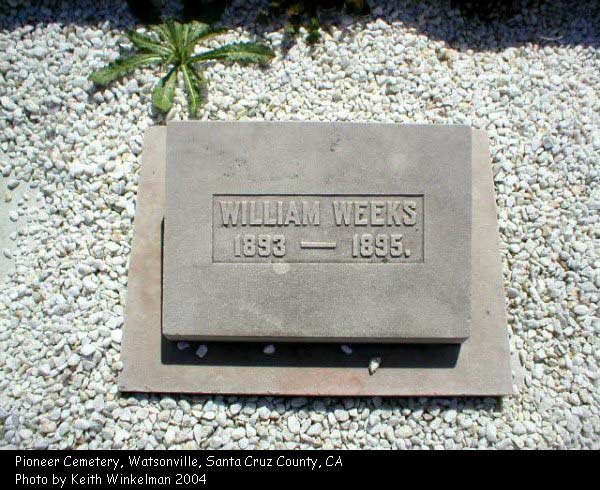 WILLIAM WEEKS
1893 — 1895.
Pioneer Cemetery, Watsonville, Santa Cruz County, CA
Photo by Keith Winkelman 2004